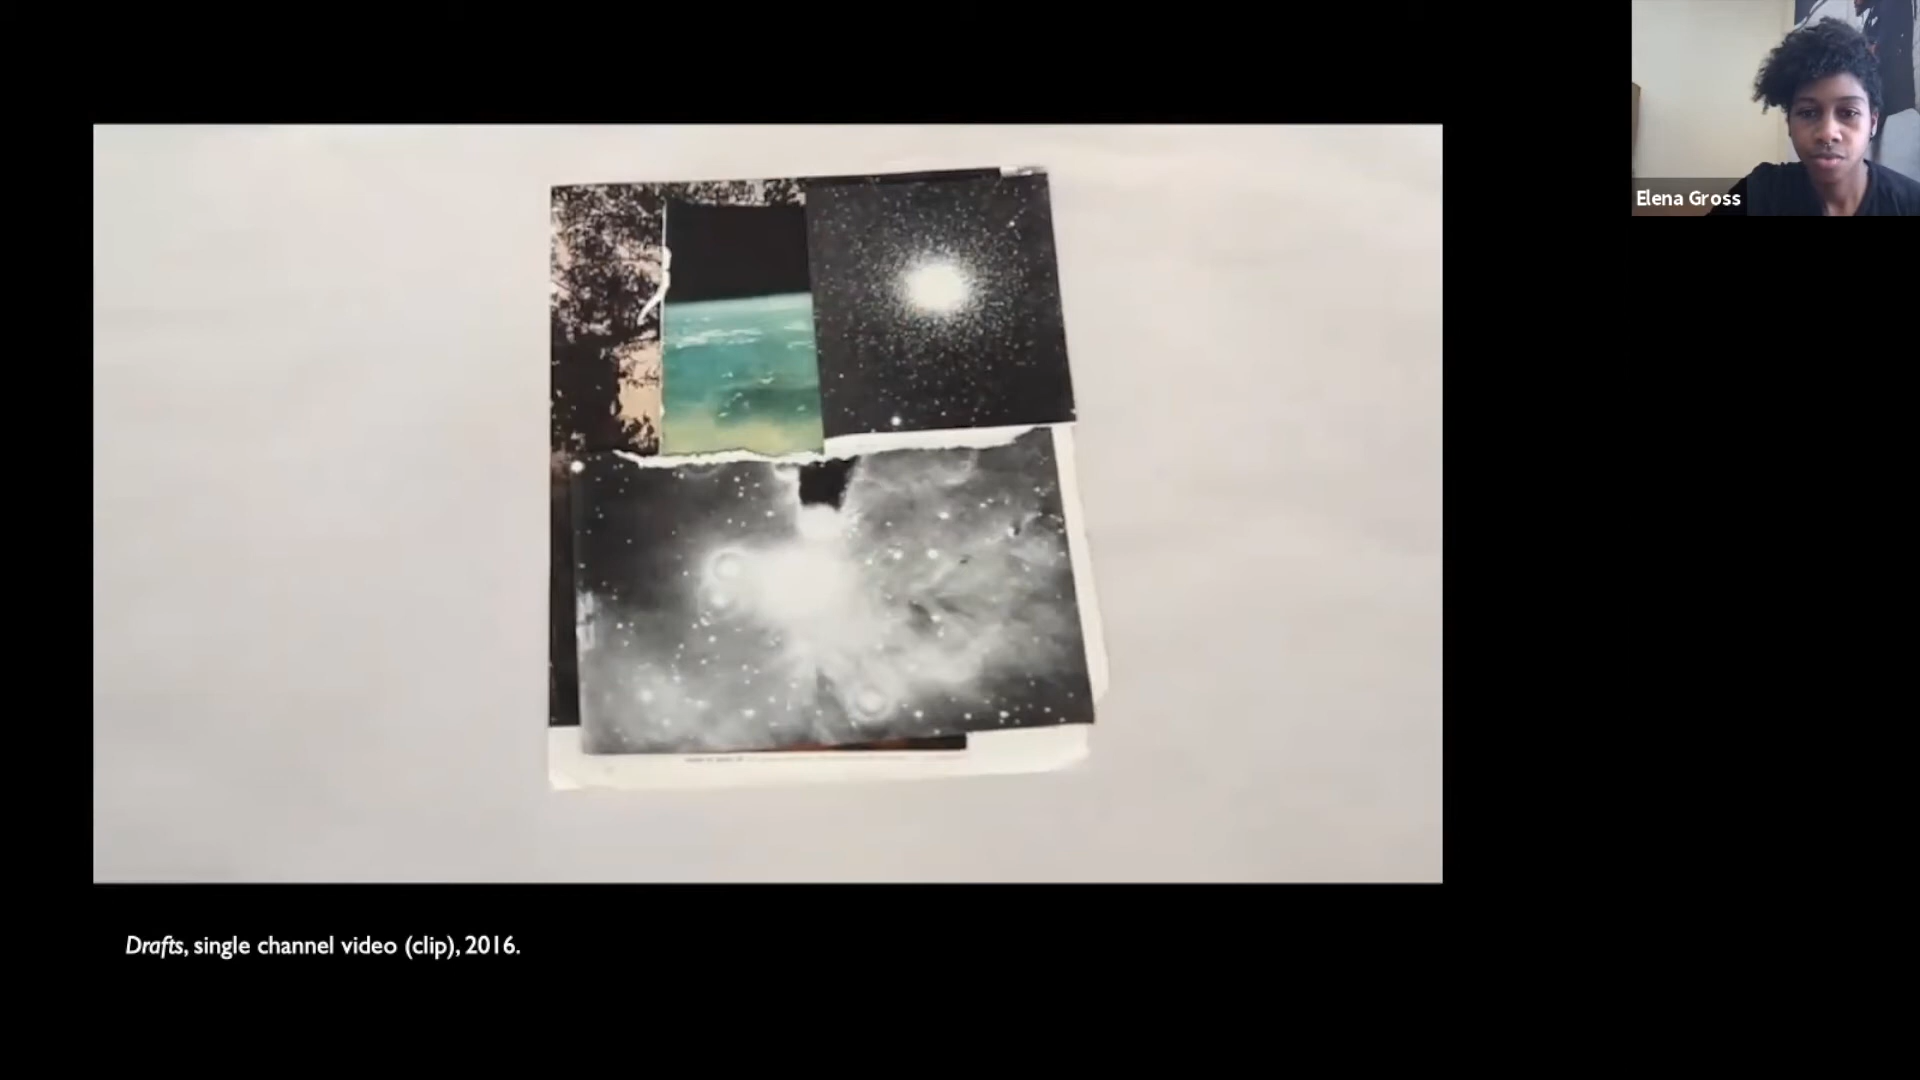 Elena Gross
Drafts, single channel video (clip), 2016.